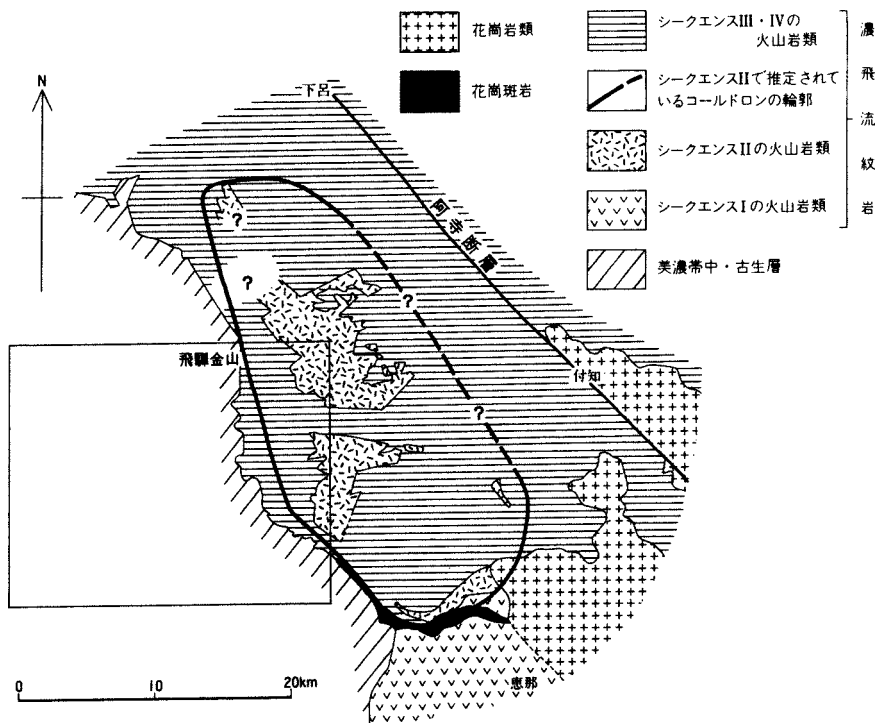 花崗岩類
花崗斑岩
シークエンスIII・IVの
火山岩類
シークエンスIIで推定されて
いるコールドロンの輪郭
シークエンスIIの火山岩類
シークエンスIの火山岩類
美濃帯中・古生層
濃飛流紋岩
N
下呂
阿寺断層
?
?
?
飛驒金山
付知
?
恵那
0 10 20km